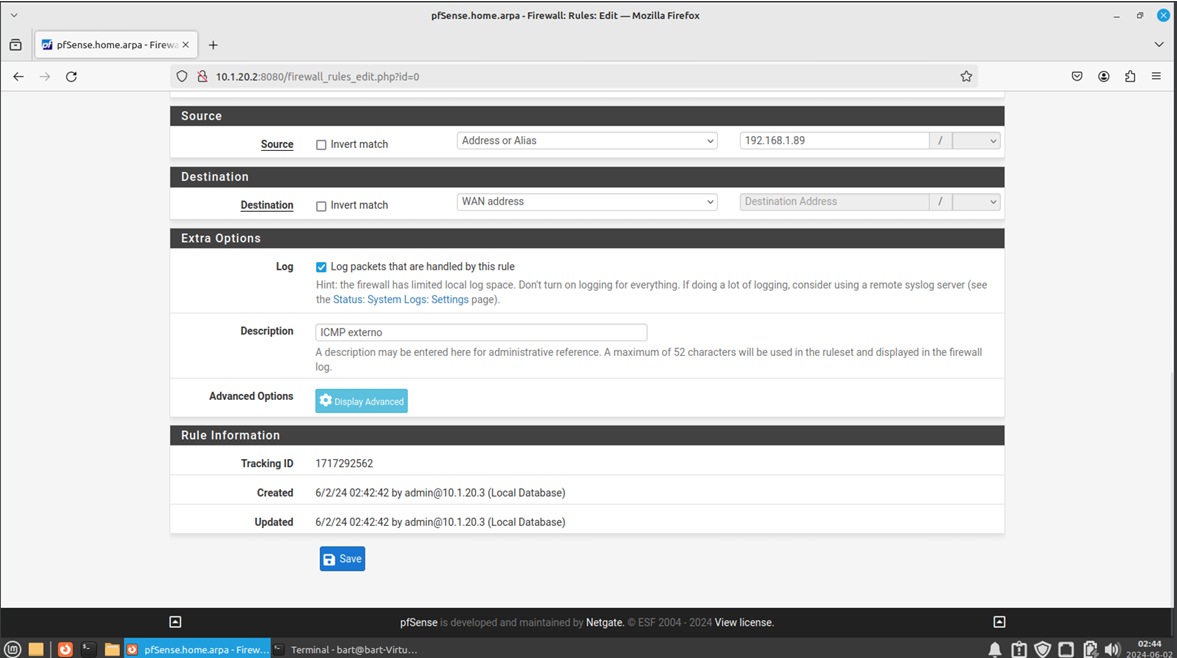 pfSense.home.arpa - Firewall: Rules: Edit — Mozilla Firefox
pfSense.home.arpa - Firewa
10.1.20.2:8080/firewall_rules_edit.php?id=0
Source
Source
Invert match
Address or Alias
192.168.1.89
/
Destination
Destination
Invert match
WAN address
Destination Address
/
Extra Options
Log
Log packets that are handled by this rule
Hint: the firewall has limited local log space. Don't turn on logging for everything. If doing a lot of logging, consider using a remote syslog server (see
the Status: System Logs: Settings page).
Description
ICMP externo
A description may be entered here for administrative reference. A maximum of 52 characters will be used in the ruleset and displayed in the firewall
log.
Advanced Options
Display Advanced
Rule Information
Tracking ID
1717292562
Created
6/2/24 02:42:42 by admin@10.1.20.3 (Local Database)
Updated
6/2/24 02:42:42 by admin@10.1.20.3 (Local Database)
Save
pfSense is developed and maintained by Netgate. © ESF 2004 - 2024 View license.
pfSense.home.arpa - Firew...
Terminal - bart@bart-Virtu...
02:44
2024-06-02